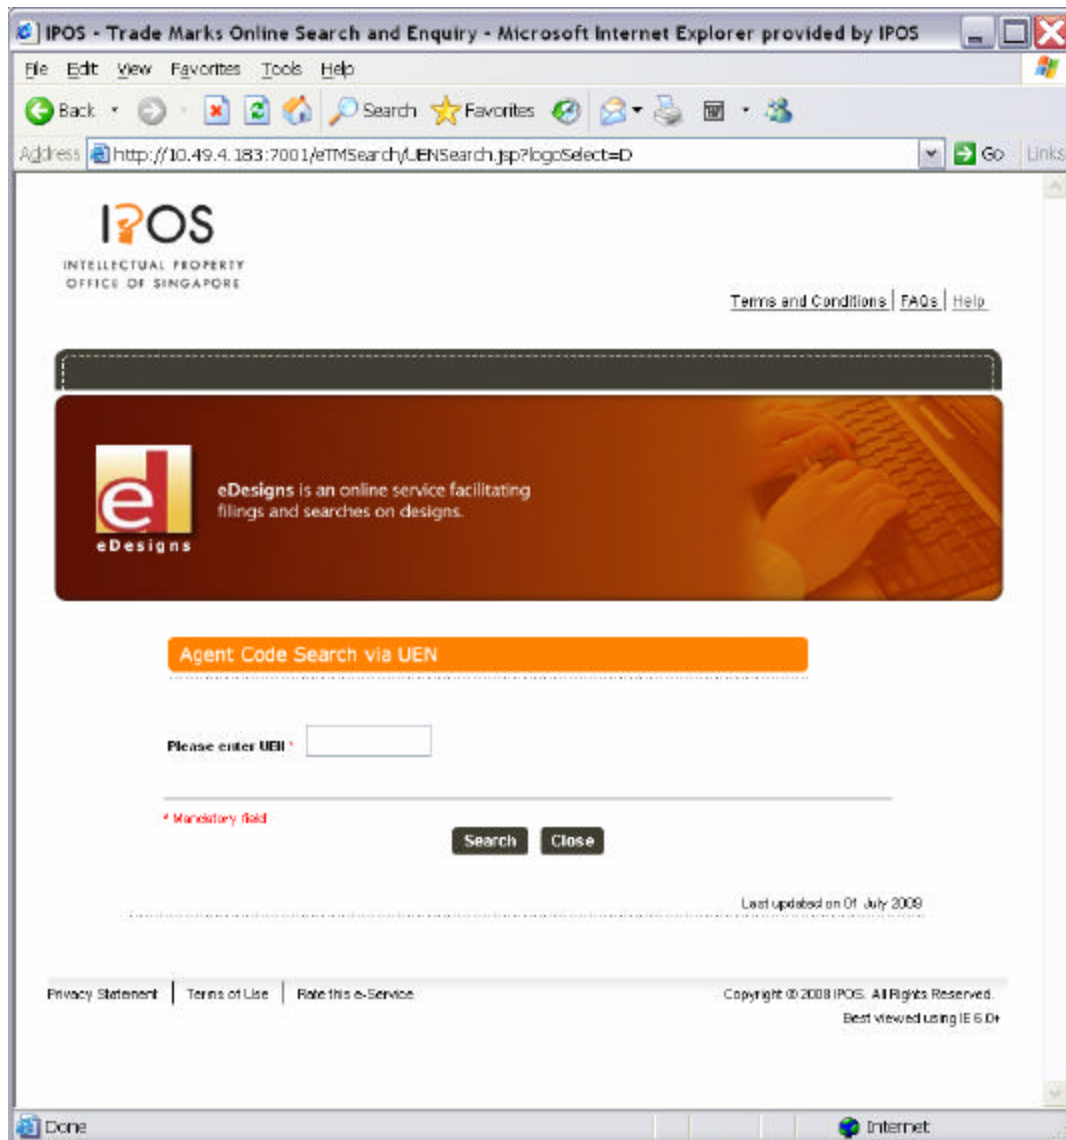 IPOS - Trade Marks Online Search and Enquiry - Microsoft Internet Explorer provided by IPOS
File Edit View Favorites Tools Help
Back Search Favorites
Address http://10.49.4.183:7001/eTMSearch/UENSearch.jsp?logoSelect=D Go Links
IPOS
INTELLECTUAL PROPERTY
OFFICE OF SINGAPORE
Terms and Conditions | FAQs | Help
eDesigns is an online service facilitating
filings and searches on designs.
ed
eDesigns
Agent Code Search via UEN
Please enter UEN *
* Mandatory field
Search Close
Last updated on 01 July 2009
Privacy Statement | Terms of Use | Rate this e-Service
Copyright © 2008 IPOS. All Rights Reserved.
Best viewed using IE 6.0+
Done Internet